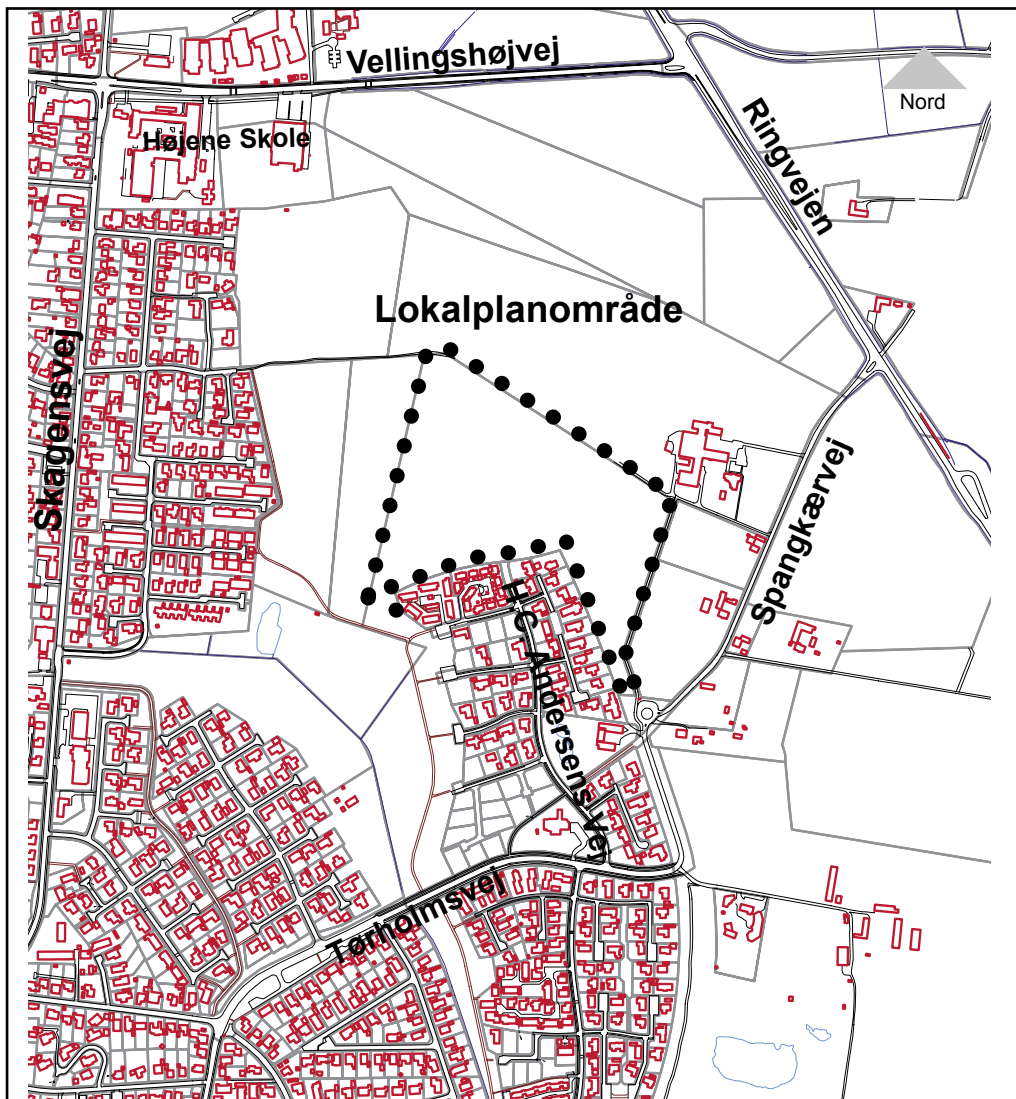 Vellingshøjvej
Nord
Ringvejen
Højene Skole
Lokalplanområde
Skagensvej
Spangkærvej
H.C. Andersens Vej
Tørholmsvej